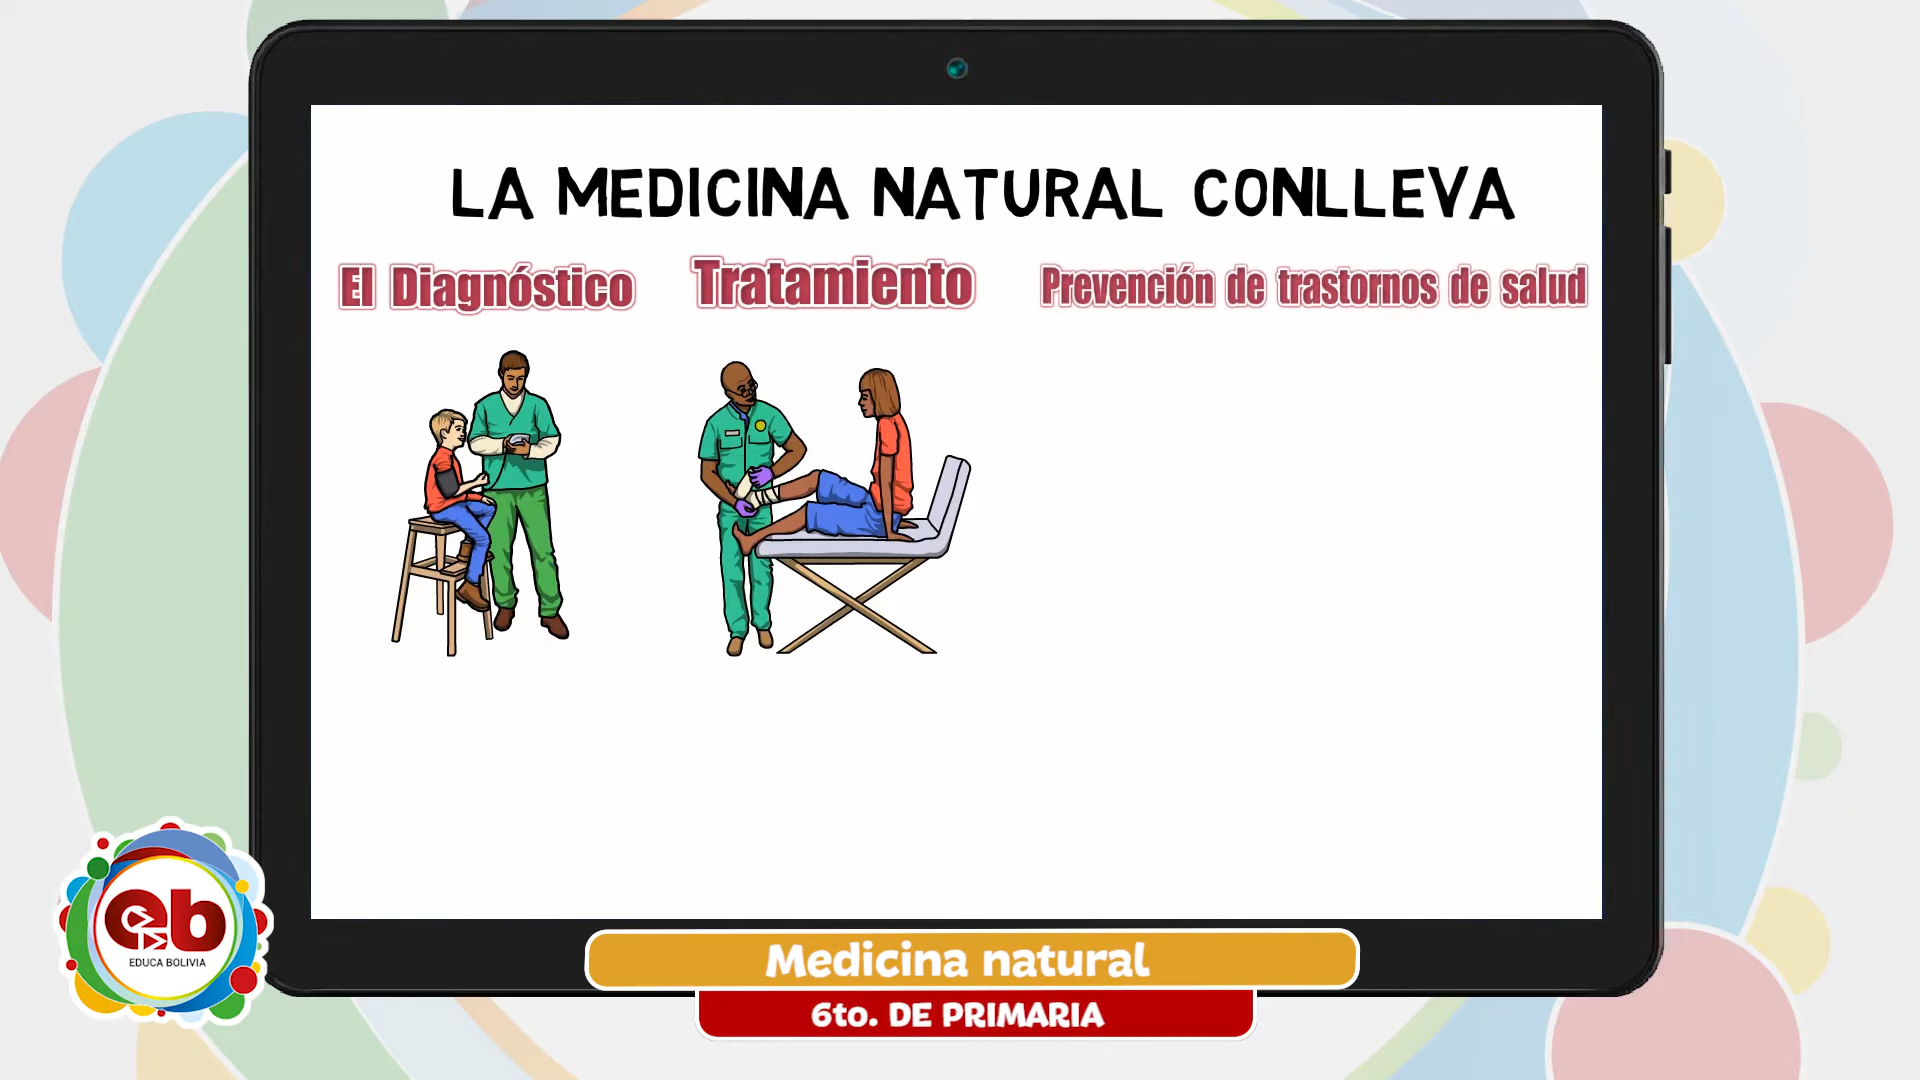 LA MEDICINA NATURAL CONLLEVA
El Diagnóstico
Tratamiento
Prevención de trastornos de salud
eb
EDUCA BOLIVIA
Medicina natural
6to. DE PRIMARIA